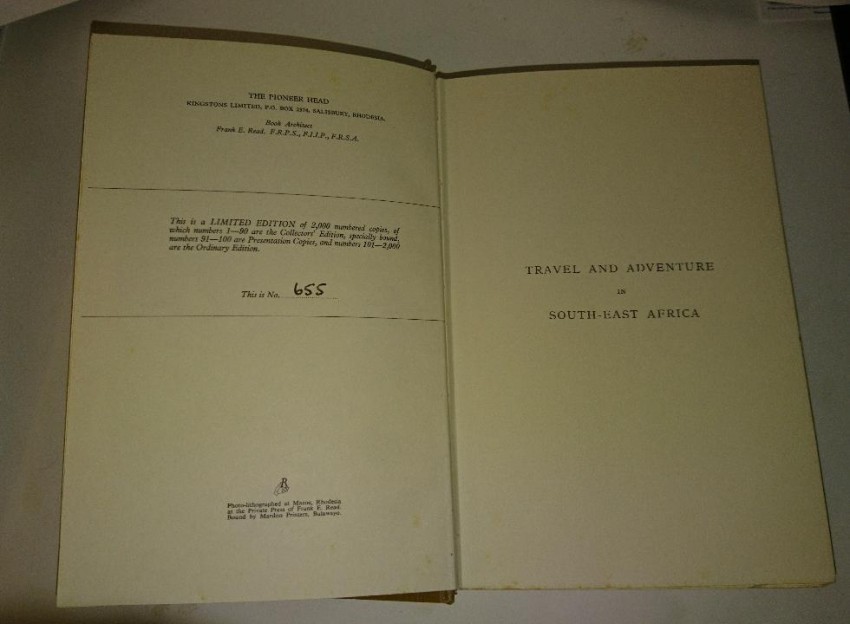 THE PIONEER HEAD
KINGSTONS LIMITED, P.O. BOX 2374, SALISBURY, RHODESIA.
Book Architect
Frank E. Read. F.R.P.S., F.I.I.P., F.R.S.A.
This is a LIMITED EDITION of 2,000 numbered copies, of
which numbers 1—90 are the Collectors' Edition, specially bound,
numbers 91—100 are Presentation Copies, and numbers 101—2,000
are the Ordinary Edition.
This is No. 655
R
Photo-lithographed at Matsue, Rhodesia
at the Private Press of Frank E. Read.
Bound by Mardon Printers, Bulawayo.
TRAVEL AND ADVENTURE
IN
SOUTH-EAST AFRICA